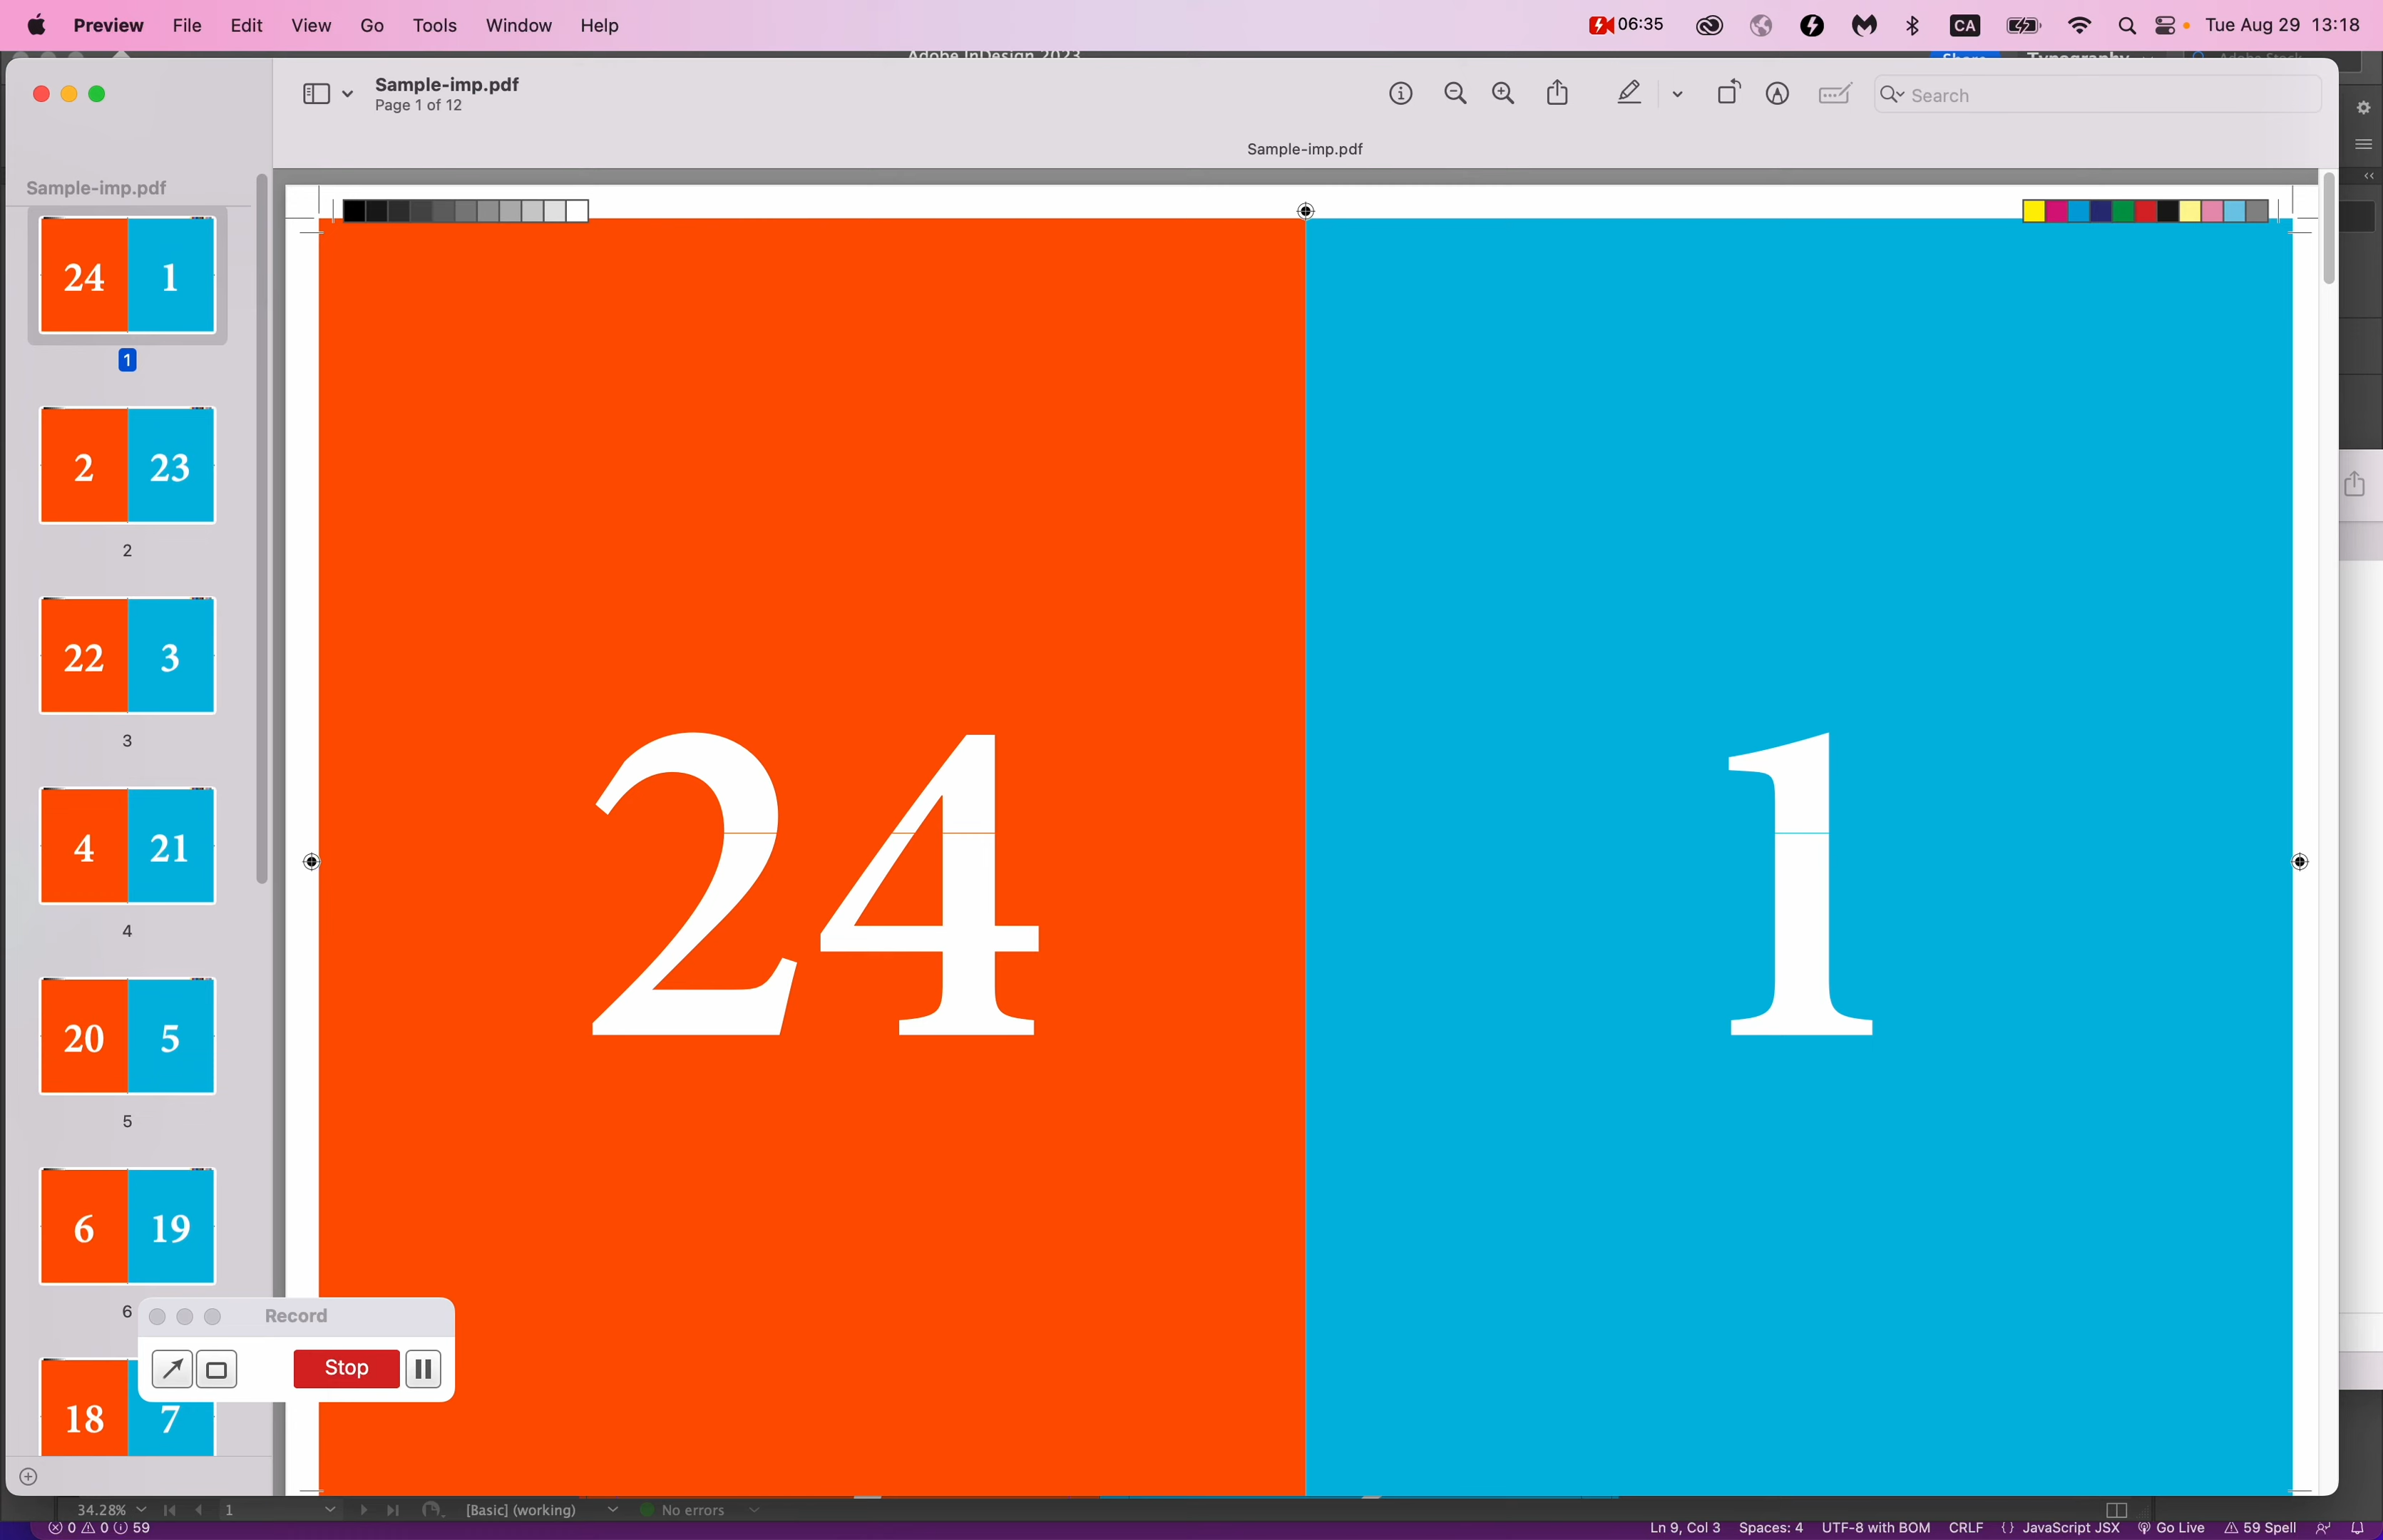 Preview File Edit View Go Tools Window Help 06:35 CA Tue Aug 29 13:18
Adobe InDesign 2023
Sample-imp.pdf
Page 1 of 12
Search
Sample-imp.pdf
Sample-imp.pdf
24 1
1
2 23
2
22 3
3
4 21
4
20 5
5
6 19
6
18 7
24 1
Record
Stop
34.28% 1 [Basic] (working) No errors
0 0 59 Ln 9, Col 3 Spaces: 4 UTF-8 with BOM CRLF {} JavaScript JSX Go Live 59 Spell